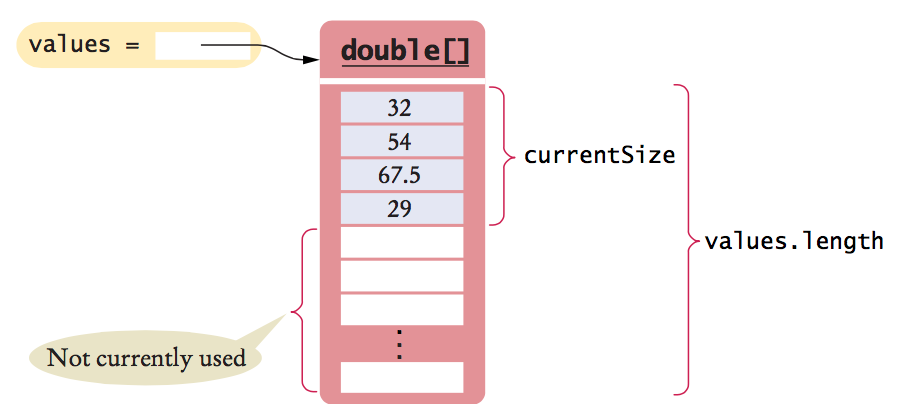 values =
double[]
32
54
67.5
29
currentSize
values.length
Not currently used